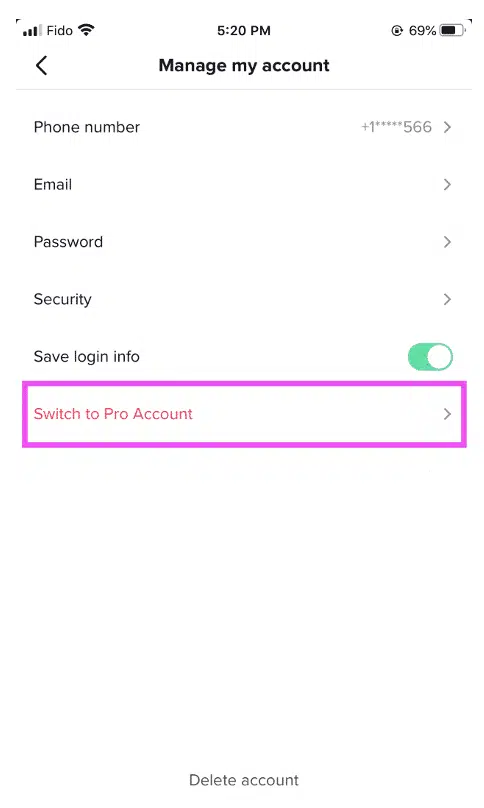 Fido 5:20 PM 69%
Manage my account
Phone number +1*****566
Email
Password
Security
Save login info
Switch to Pro Account
Delete account